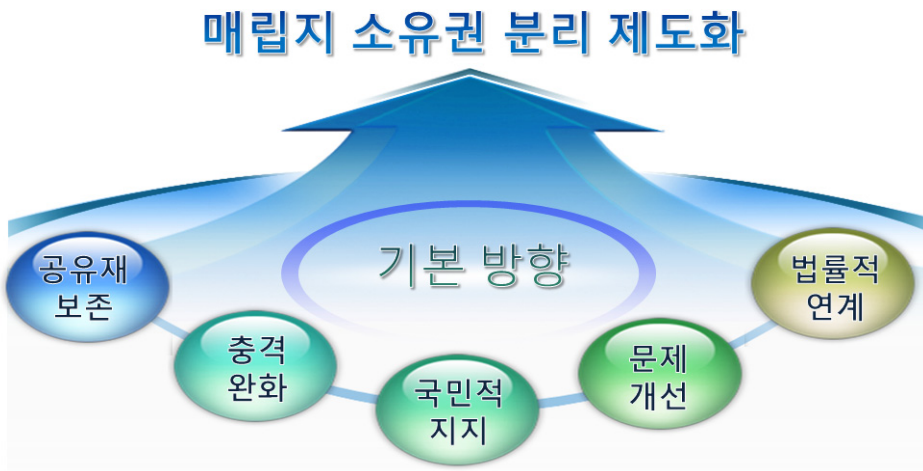 매립지 소유권 분리 제도화
기본 방향
공유재
보존
충격
완화
국민적
지지
문제
개선
법률적
연계